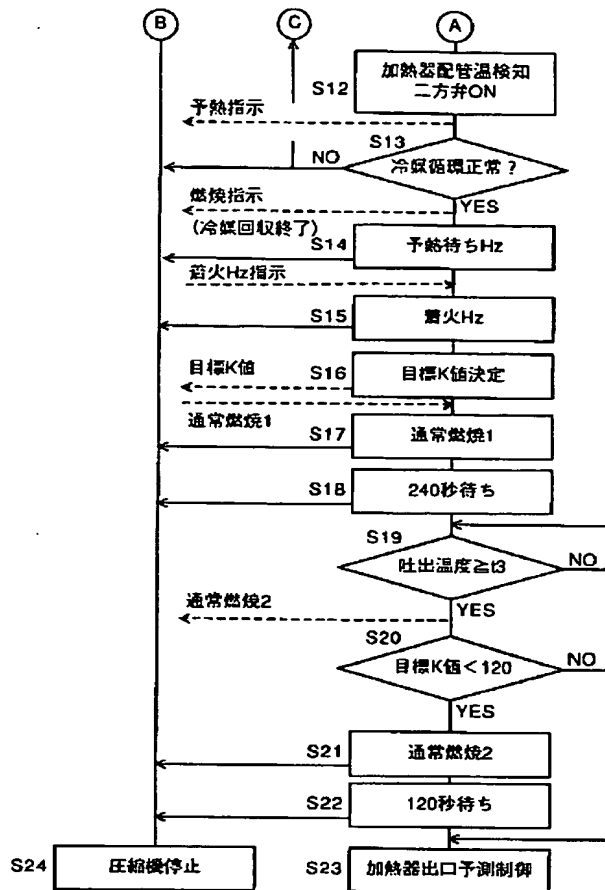 B
C
A
S12
加熱器配管温検知
二方弁ON
予熱指示
S13
NO
冷媒循環正常?
燃焼指示
YES
(冷媒回収終了)
S14
予熱待ちHz
着火Hz指示
S15
着火Hz
目標K値
S16
目標K値決定
通常燃焼1
S17
通常燃焼1
S18
240秒待ち
S19
吐出温度≧t3
NO
通常燃焼2
YES
S20
目標K値<120
NO
YES
S21
通常燃焼2
S22
120秒待ち
S24
圧縮機停止
S23
加熱器出口予測制御